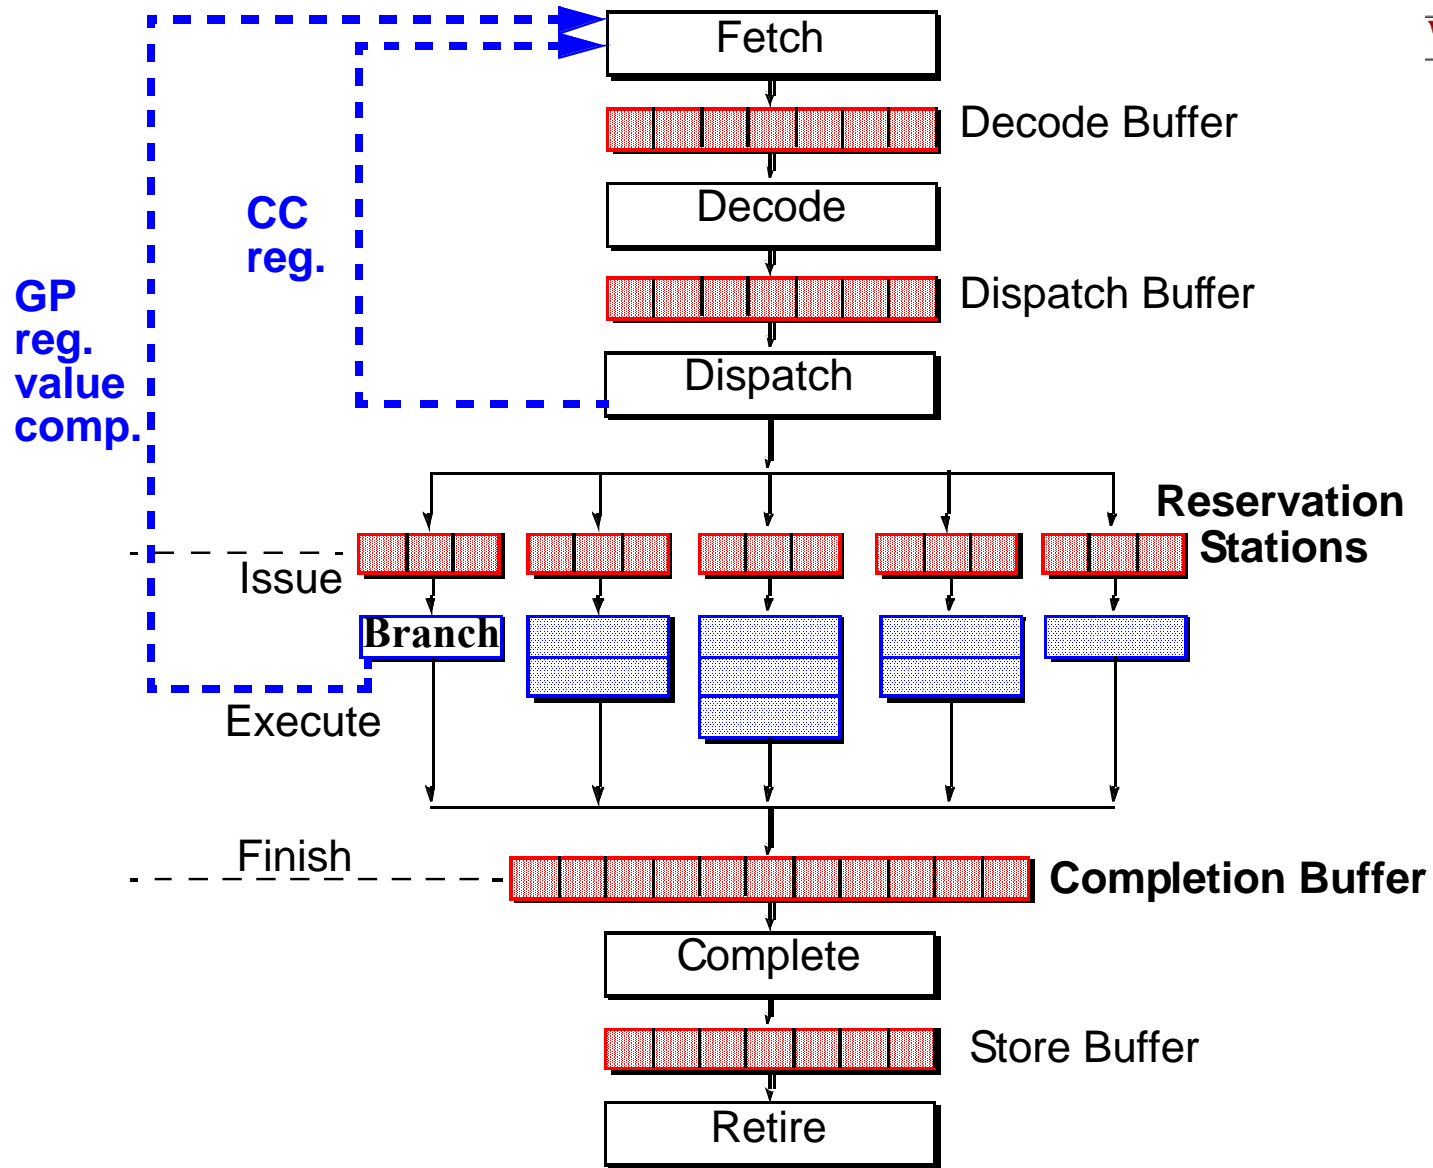 Fetch
Decode Buffer
CC
reg.
Decode
GP
reg.
value
comp.
Dispatch Buffer
Dispatch
Reservation
Stations
Issue
Branch
Execute
Finish
Completion Buffer
Complete
Store Buffer
Retire